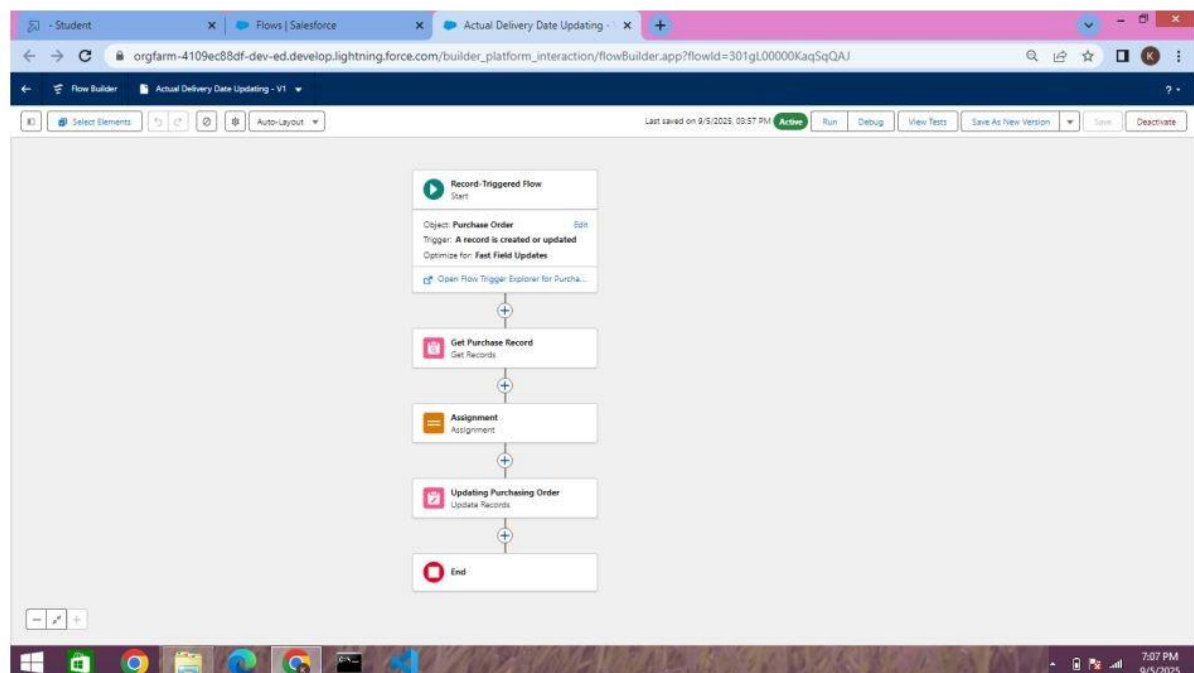 - Student
Flows | Salesforce
Actual Delivery Date Updating -
orgfarm-4109ec88df-dev-ed.develop.lightning.force.com/builder_platform_interaction/flowBuilder.app?flowId=301gL00000KaqSqQAJ
K
Flow Builder
Actual Delivery Date Updating - V1
?
Select Elements
Auto-Layout
Last saved on 9/5/2025, 03:57 PM
Active
Run
Debug
View Tests
Save As New Version
Save
Deactivate
Record-Triggered Flow
Start
Object: Purchase Order
Edit
Trigger: A record is created or updated
Optimize for: Fast Field Updates
Open Flow Trigger Explorer for Purcha...
Get Purchase Record
Get Records
Assignment
Assignment
Updating Purchasing Order
Update Records
End
7:07 PM
9/5/2025